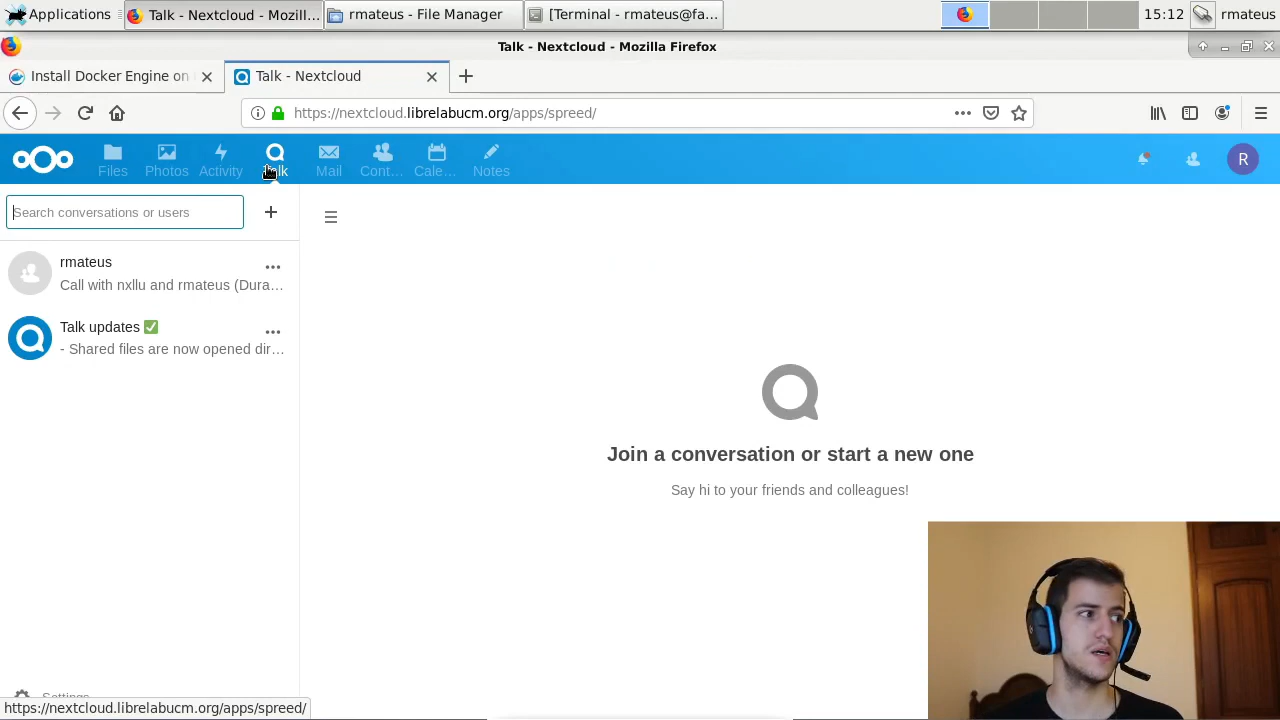 Applications
Talk - Nextcloud - Mozill...
rmateus - File Manager
[Terminal - rmateus@fa...
15:12
rmateus
Talk - Nextcloud - Mozilla Firefox
Install Docker Engine on
Talk - Nextcloud
https://nextcloud.librelabucm.org/apps/spreed/
Files
Photos
Activity
Talk
Mail
Cont...
Cale...
Notes
R
Search conversations or users
rmateus
Call with nxllu and rmateus (Dura...
Talk updates ✅
- Shared files are now opened dir...
Join a conversation or start a new one
Say hi to your friends and colleagues!
Settings
https://nextcloud.librelabucm.org/apps/spreed/